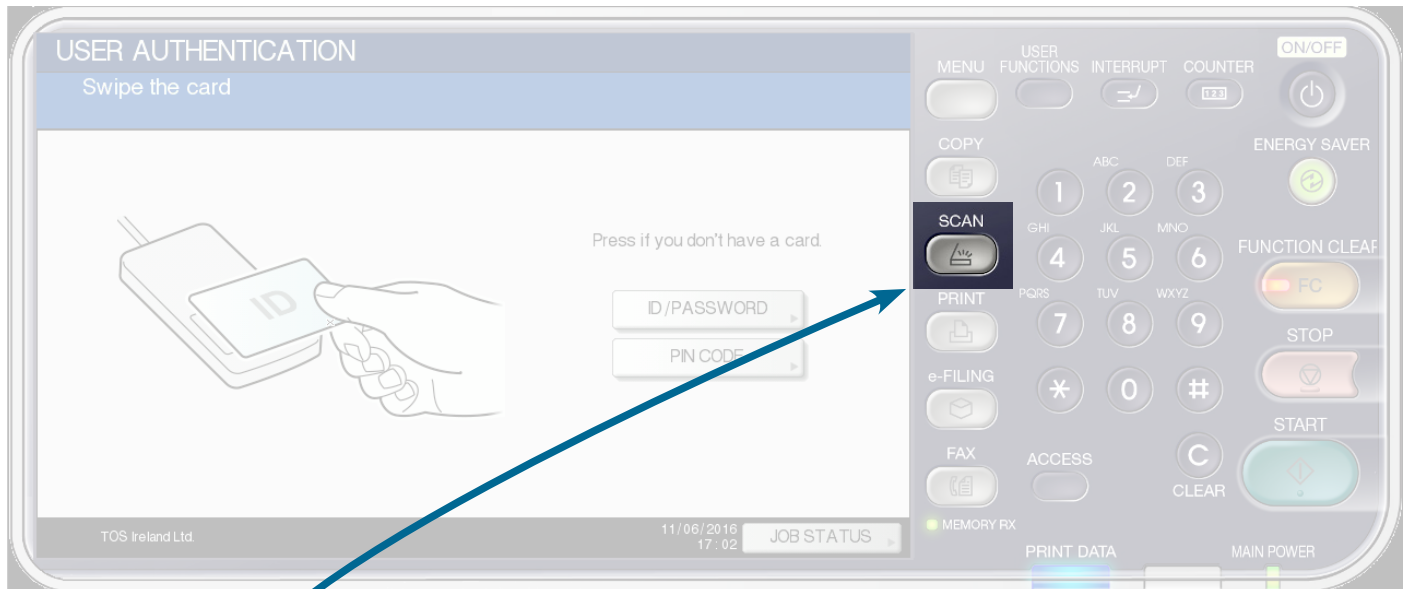 USER AUTHENTICATION
Swipe the card
ID
Press if you don't have a card.
ID/PASSWORD
PIN CODE
TOS Ireland Ltd.
11/06/2016
17:02
JOB STATUS
MENU
USER
FUNCTIONS
INTERRUPT
COUNTER
123
ON/OFF
COPY
ENERGY SAVER
ABC
DEF
1
2
3
SCAN
GHI
JKL
MNO
4
5
6
FUNCTION CLEAR
FC
PRINT
PQRS
TUV
WXYZ
7
8
9
STOP
e-FILING
*
0
#
START
FAX
ACCESS
C
CLEAR
MEMORY RX
PRINT DATA
MAIN POWER